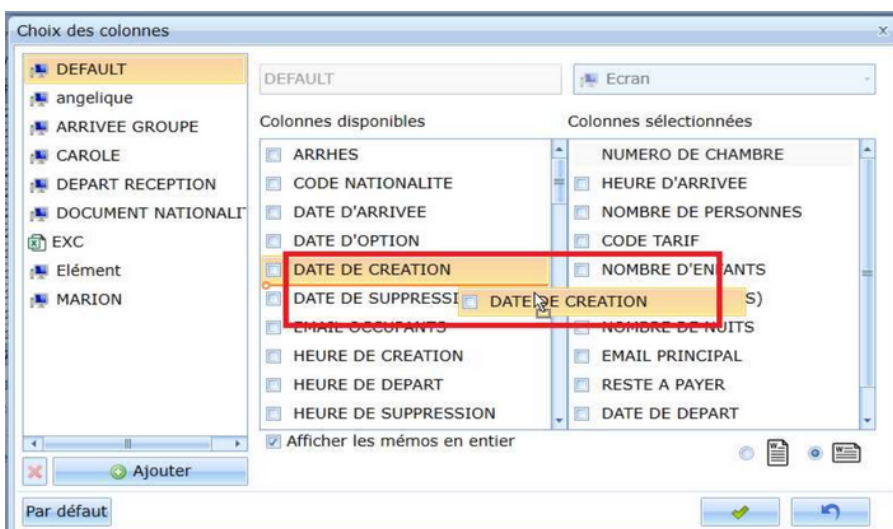 Choix des colonnes
x
DEFAULT
angelique
ARRIVEE GROUPE
CAROLE
DEPART RECEPTION
DOCUMENT NATIONALI
EXC
Elément
MARION
Ajouter
Par défaut
DEFAULT
Ecran
Colonnes disponibles
ARRHES
CODE NATIONALITE
DATE D'ARRIVEE
DATE D'OPTION
DATE DE CREATION
DATE DE SUPPRESSI
EMAIL OCCUPANTS
HEURE DE CREATION
HEURE DE DEPART
HEURE DE SUPPRESSION
Afficher les mémos en entier
DATE DE CREATION
Colonnes sélectionnées
NUMERO DE CHAMBRE
HEURE D'ARRIVEE
NOMBRE DE PERSONNES
CODE TARIF
NOMBRE D'ENFANTS
S)
NOMBRE DE NUITS
EMAIL PRINCIPAL
RESTE A PAYER
DATE DE DEPART